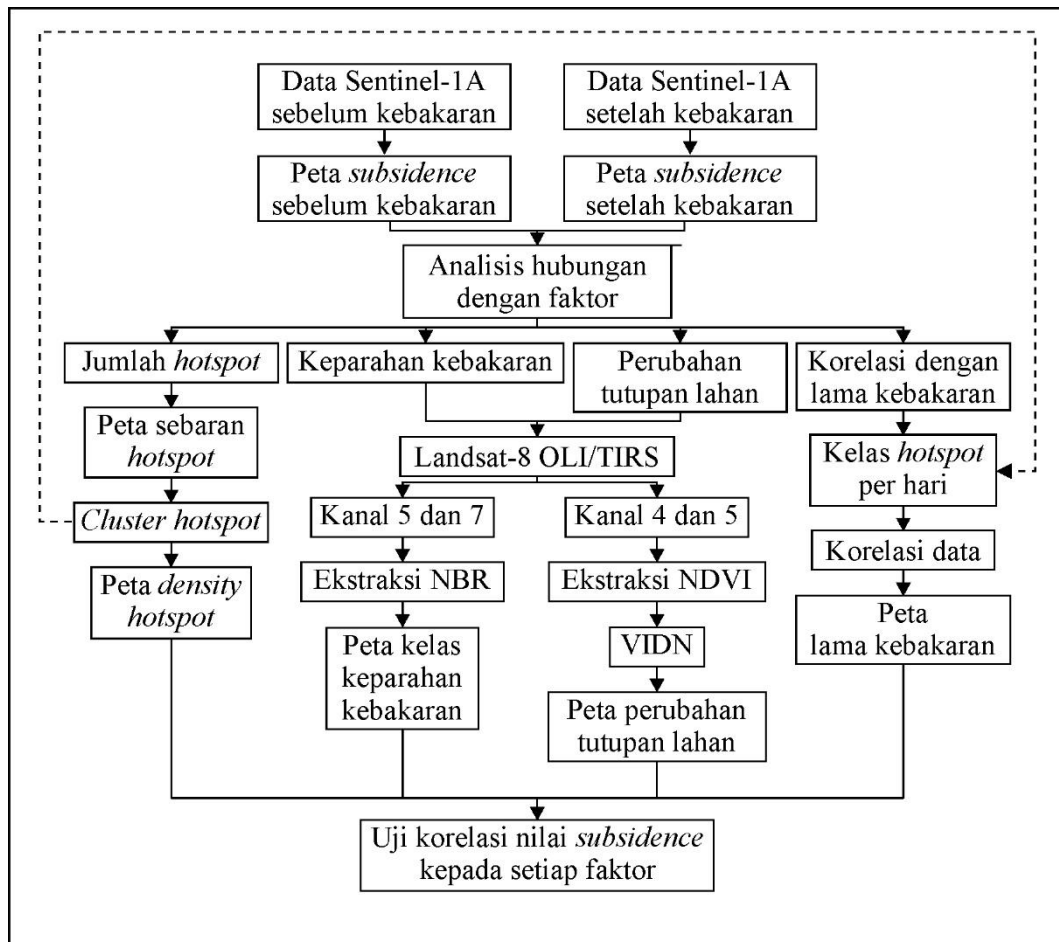 Data Sentinel-1A
sebelum kebakaran
Data Sentinel-1A
setelah kebakaran
Peta subsidence
sebelum kebakaran
Peta subsidence
setelah kebakaran
Analisis hubungan
dengan faktor
Jumlah hotspot
Keparahan kebakaran
Perubahan
tutupan lahan
Korelasi dengan
lama kebakaran
Peta sebaran
hotspot
Landsat-8 OLI/TIRS
Kelas hotspot
per hari
Cluster hotspot
Kanal 5 dan 7
Kanal 4 dan 5
Korelasi data
Peta density
hotspot
Ekstraksi NBR
Ekstraksi NDVI
Peta
lama kebakaran
Peta kelas
keparahan
kebakaran
VIDN
Peta perubahan
tutupan lahan
Uji korelasi nilai subsidence
kepada setiap faktor